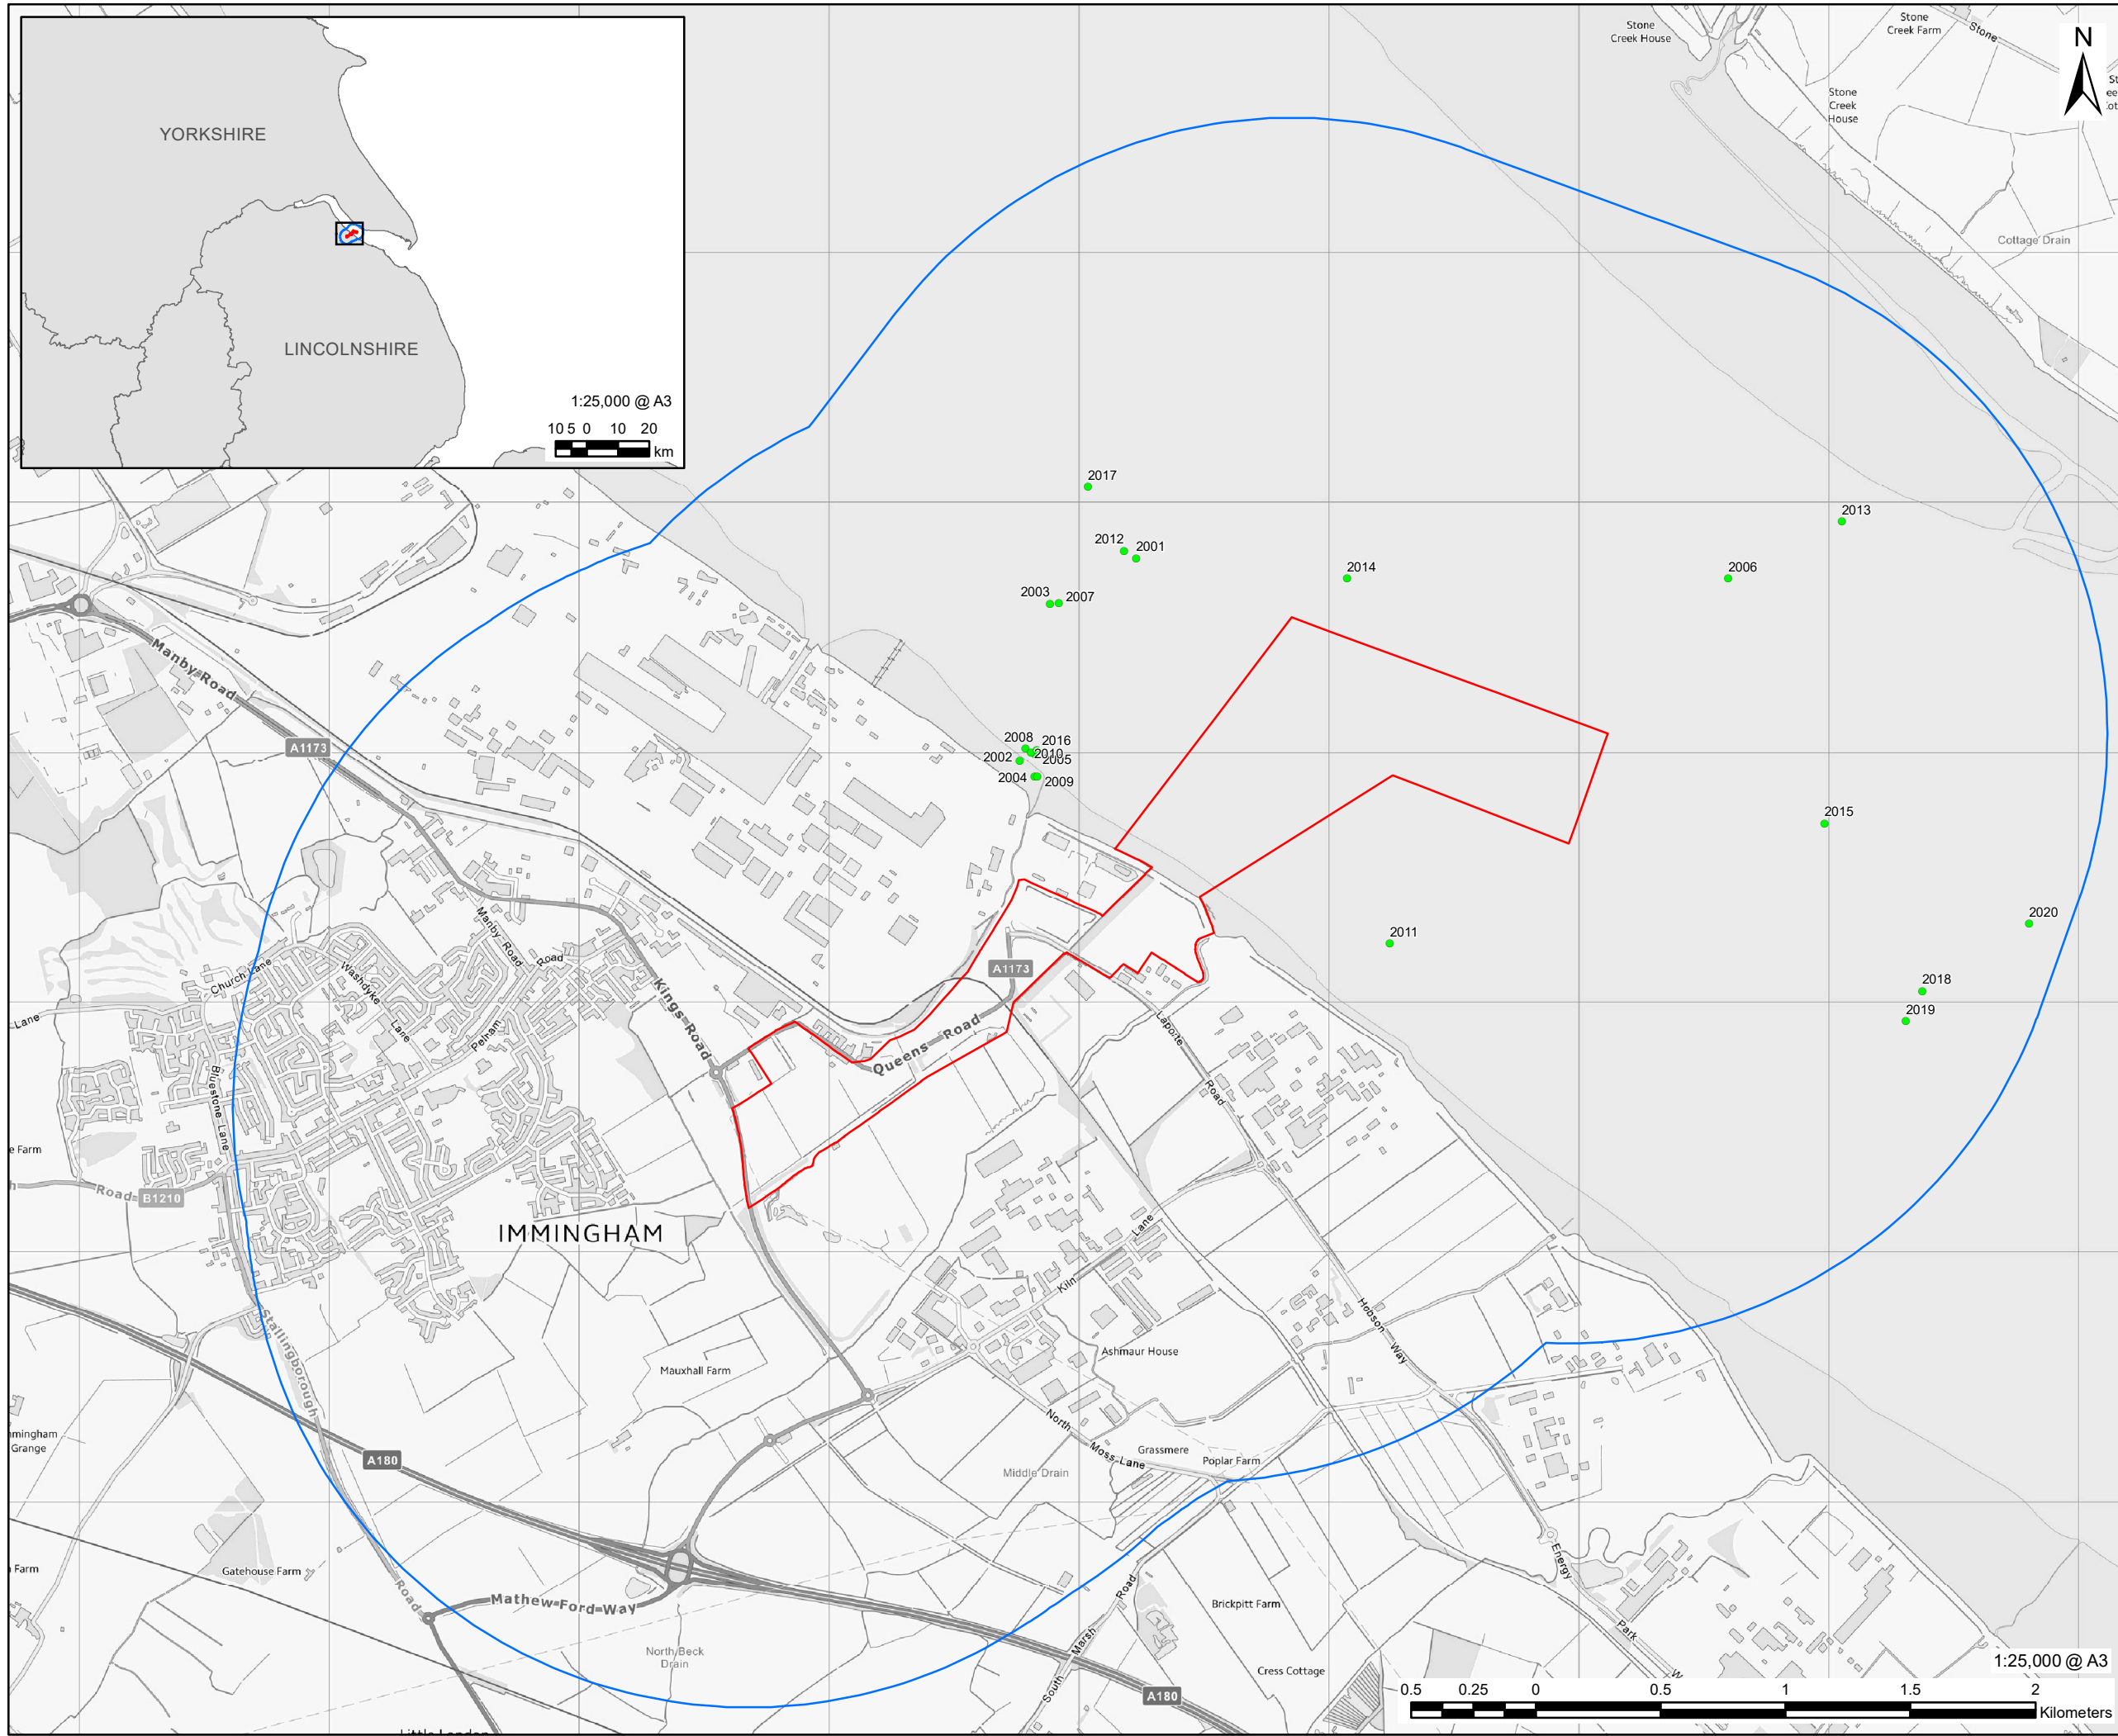 YORKSHIRE
LINCOLNSHIRE
1:25,000 @ A3
10 5 0 10 20
km
N
Stone
Creek House
Stone
Creek Farm
Stone
Stone
Creek
House
Cottage Drain
2017
2013
2012
2001
2014
2006
2003
2007
2008
2016
2010
2002
2005
2004
2009
2015
2020
2011
2018
2019
Manby Road
A1173
Manby Road
Road
Church Lane
Washdyke
Lane
Pelham
Kings Road
A1173
Queens Road
Laporte
Road
Lane
Bluestone Lane
e Farm
Road
B1210
IMMINGHAM
Kiln
Lane
Hobson Way
Stallingborough
Road
Mauxhall Farm
Ashmaur House
North
Moss Lane
Grassmere
Poplar Farm
Middle Drain
mmingham
Grange
A180
Gatehouse Farm
Farm
Mathew Ford Way
North Beck
Drain
South Marsh Road
Brickpitt Farm
Cress Cottage
A180
Energy
Park
Little London
1:25,000 @ A3
0.5 0.25 0 0.5 1 1.5 2
Kilometers